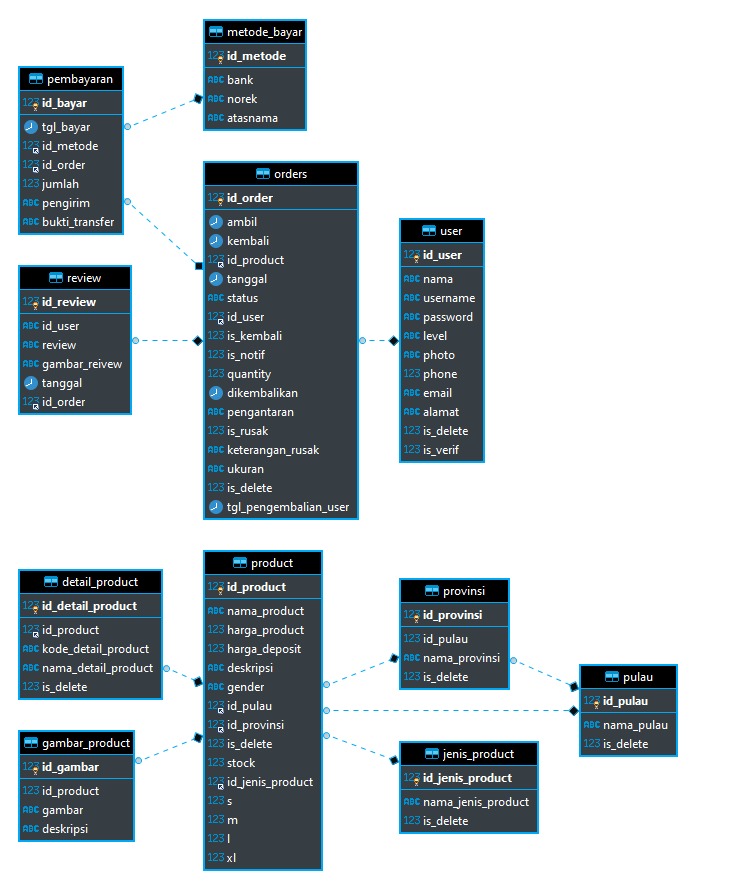 metode_bayar
123 id_metode
ABC bank
ABC norek
ABC atasnama
pembayaran
123 id_bayar
tgl_bayar
123 id_metode
123 id_order
123 jumlah
ABC pengirim
ABC bukti_transfer
orders
123 id_order
ambil
kembali
123 id_product
tanggal
ABC status
123 id_user
123 is_kembali
123 is_notif
123 quantity
dikembalikan
ABC pengantaran
123 is_rusak
ABC keterangan_rusak
ABC ukuran
123 is_delete
tgl_pengembalian_user
user
123 id_user
ABC nama
ABC username
ABC password
ABC level
ABC photo
123 phone
ABC email
ABC alamat
123 is_delete
123 is_verif
review
123 id_review
ABC id_user
ABC review
ABC gambar_reivew
tanggal
123 id_order
detail_product
123 id_detail_product
123 id_product
ABC kode_detail_product
ABC nama_detail_product
123 is_delete
gambar_product
123 id_gambar
123 id_product
ABC gambar
ABC deskripsi
product
123 id_product
ABC nama_product
123 harga_product
123 harga_deposit
ABC deskripsi
ABC gender
123 id_pulau
123 id_provinsi
123 is_delete
123 stock
123 id_jenis_product
123 s
123 m
123 l
123 xl
provinsi
123 id_provinsi
123 id_pulau
ABC nama_provinsi
123 is_delete
pulau
123 id_pulau
ABC nama_pulau
123 is_delete
jenis_product
123 id_jenis_product
ABC nama_jenis_product
123 is_delete